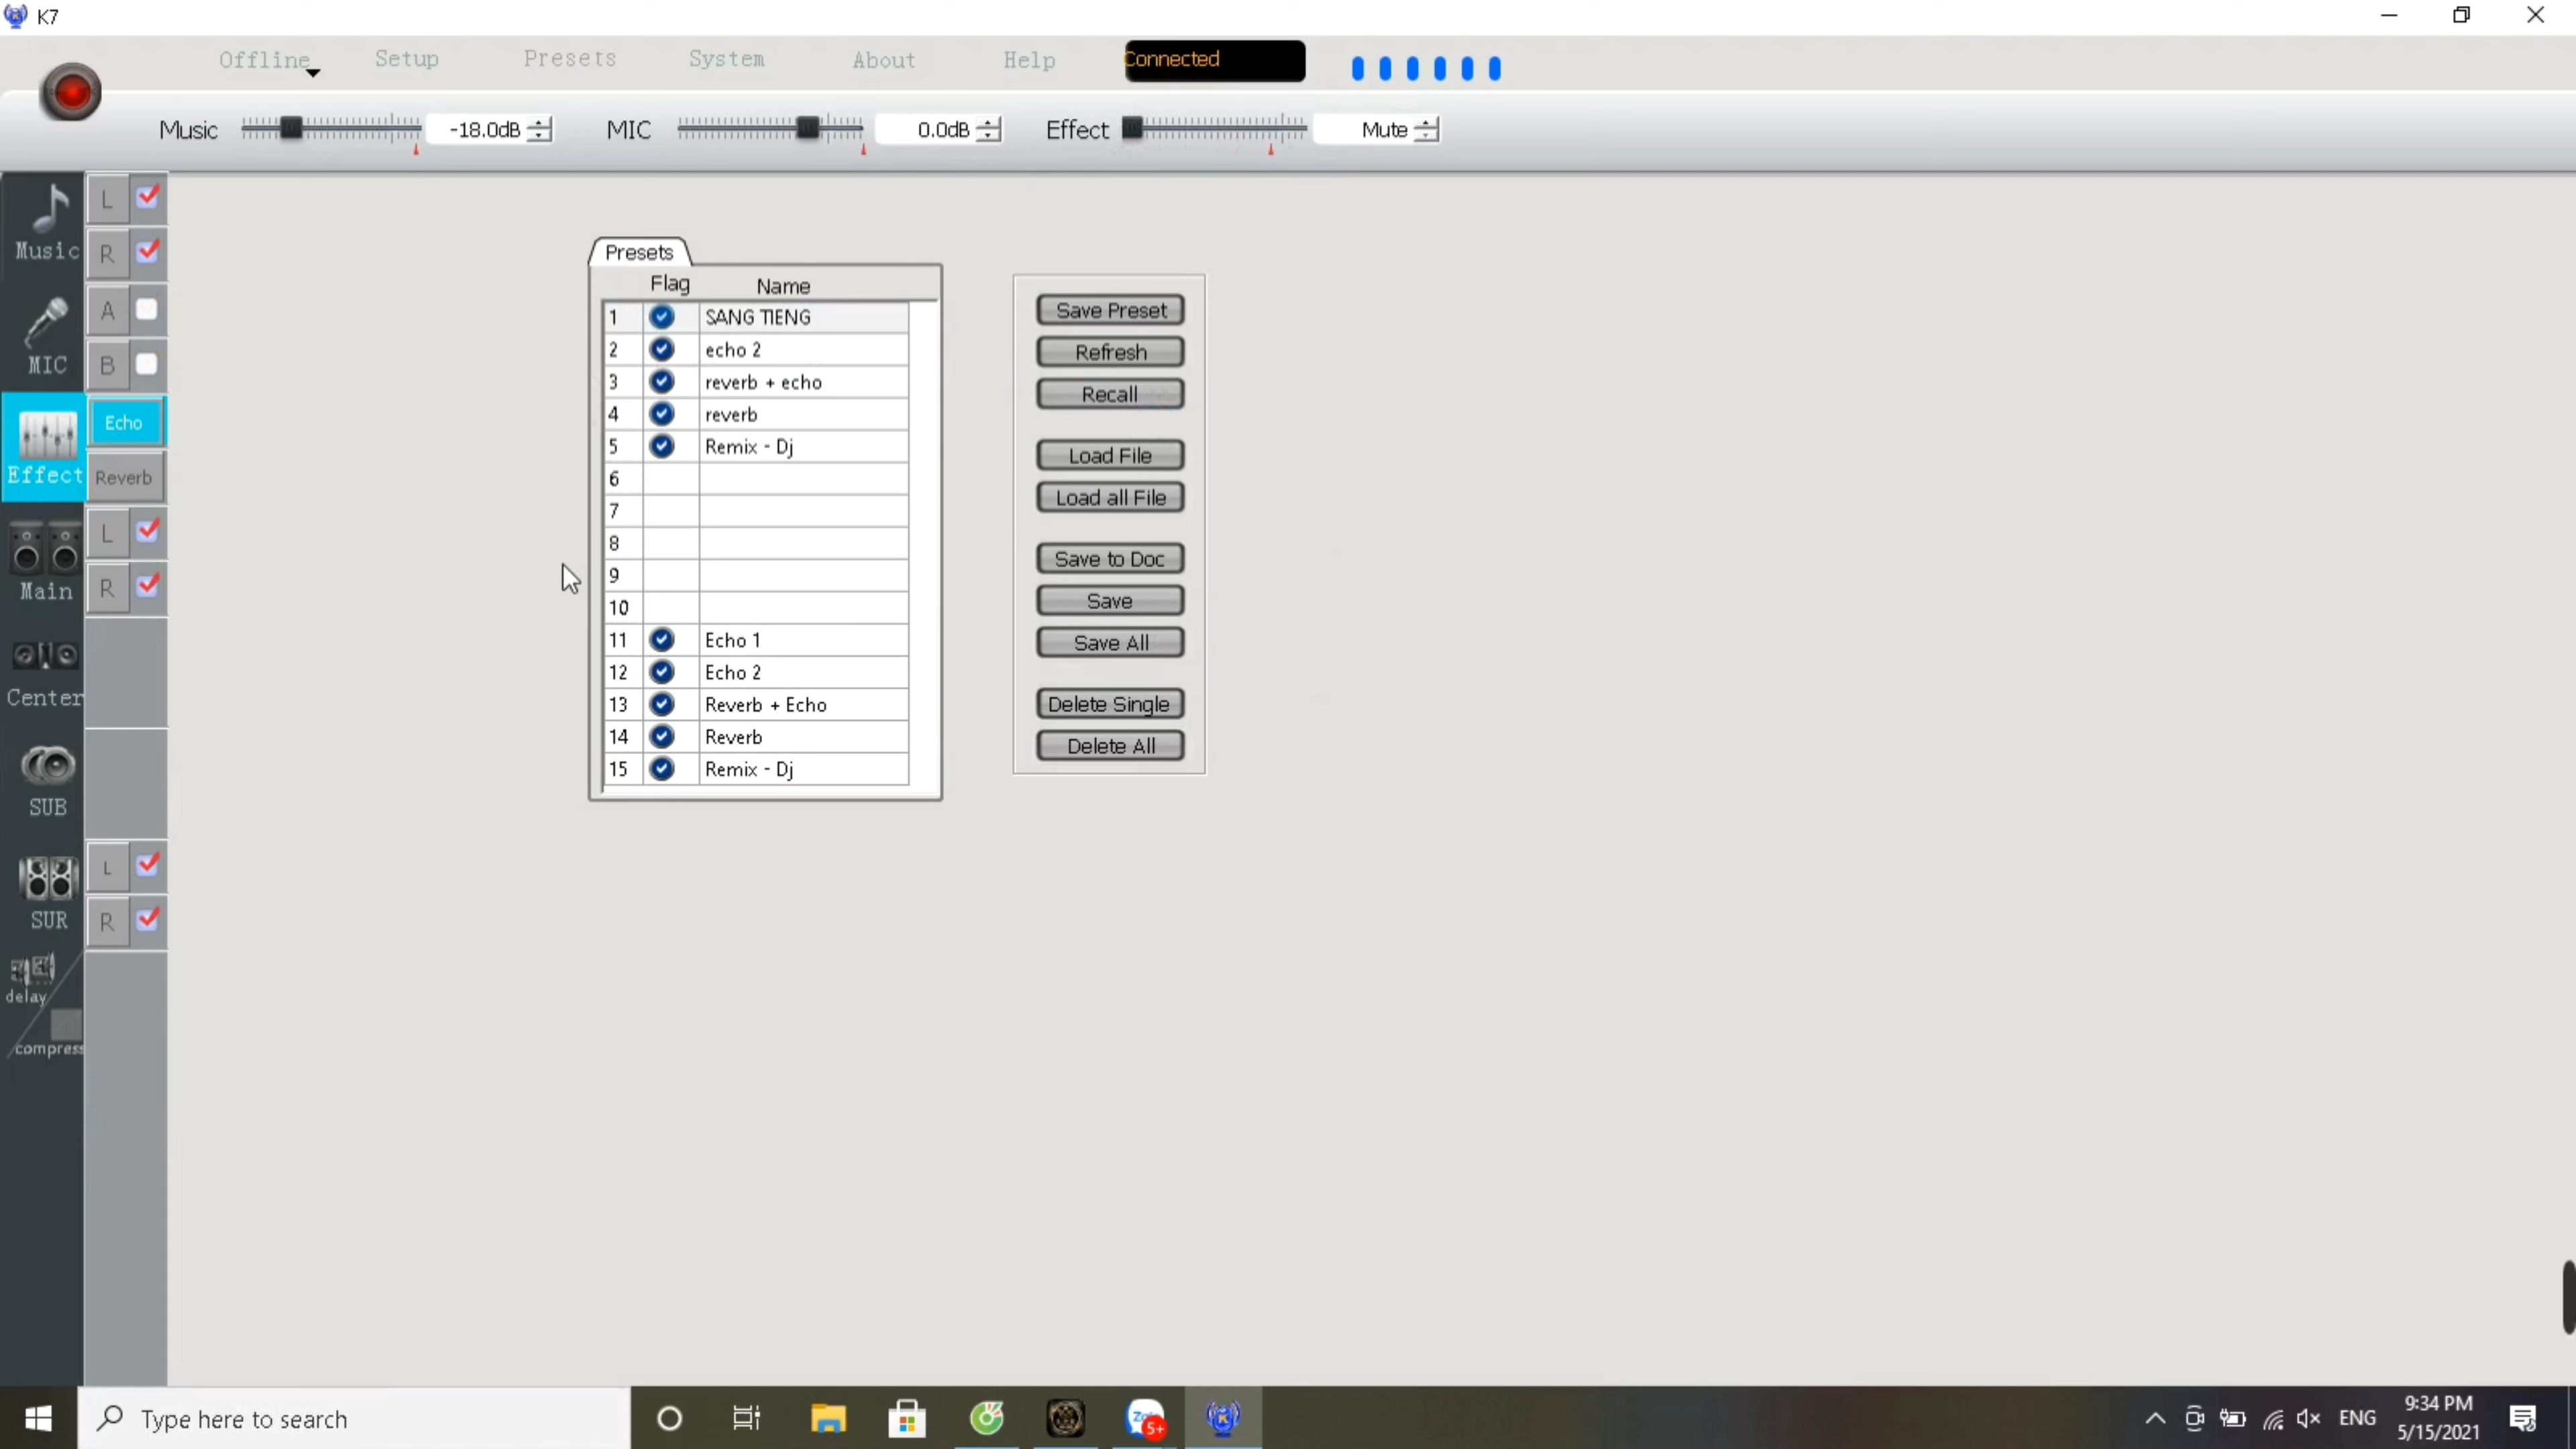 K7
Offline Setup Presets System About Help Connected
Music -18.0dB MIC 0.0dB Effect Mute
Music
L
R
MIC
A
B
Effect
Echo
Reverb
Main
L
R
Center
SUB
SUR
L
R
delay
compress
Presets
Flag Name
1 SANG TIENG
2 echo 2
3 reverb + echo
4 reverb
5 Remix - Dj
6
7
8
9
10
11 Echo 1
12 Echo 2
13 Reverb + Echo
14 Reverb
15 Remix - Dj
Save Preset
Refresh
Recall
Load File
Load all File
Save to Doc
Save
Save All
Delete Single
Delete All
Type here to search
Zalo
5+
K
ENG
9:34 PM
5/15/2021